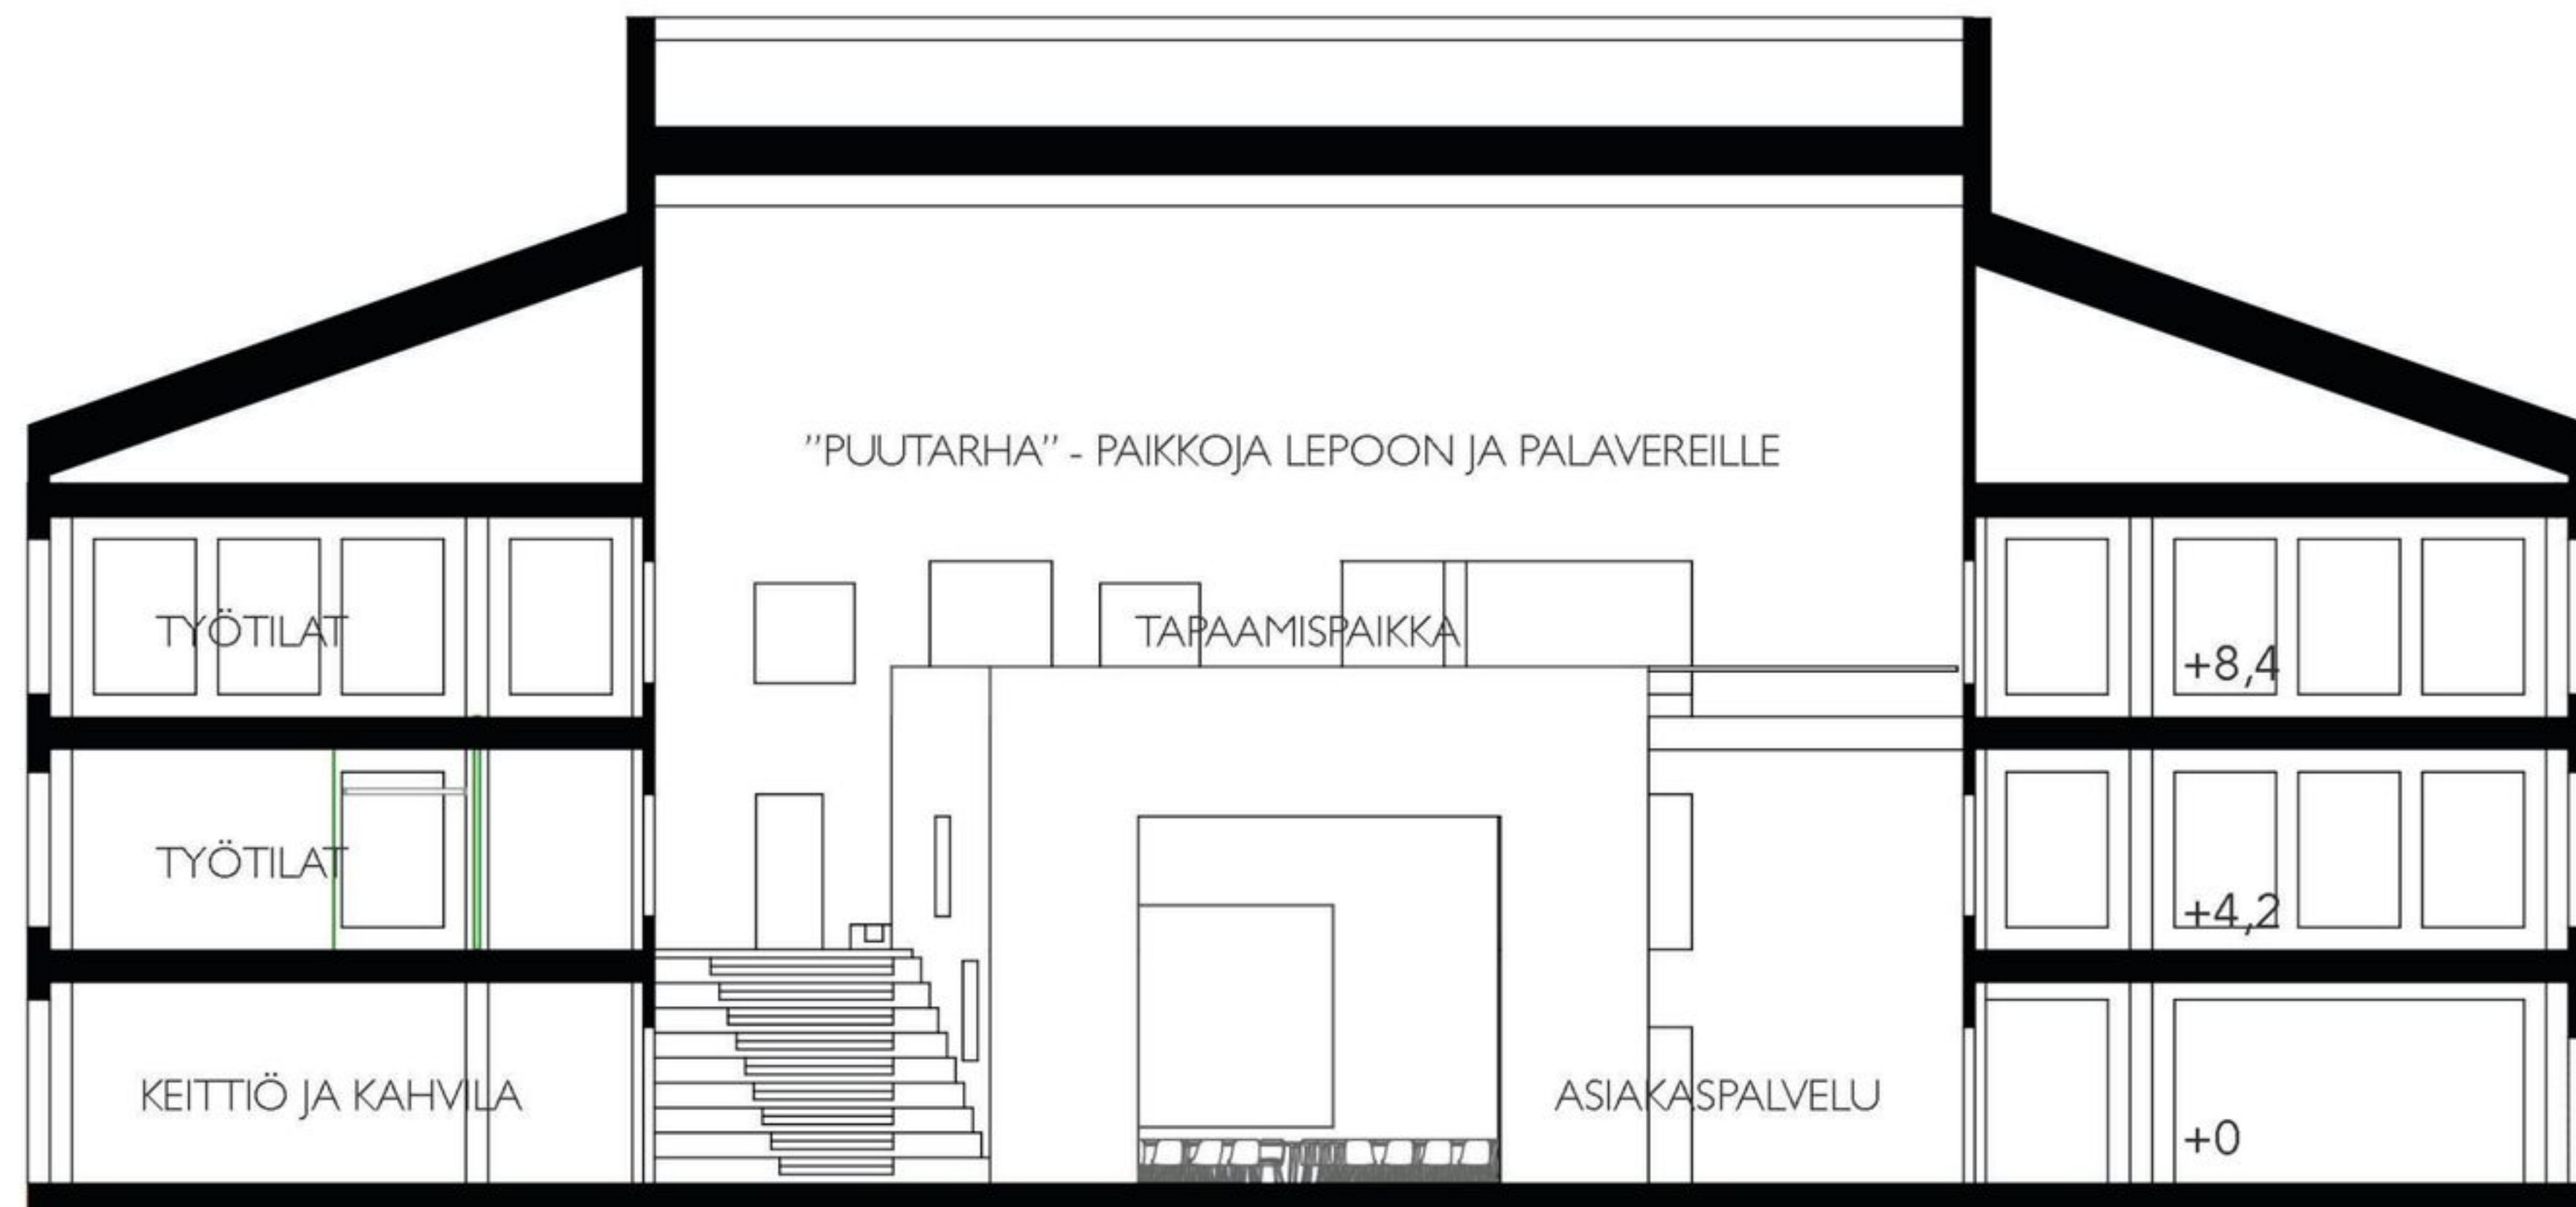 ”PUUTARHA” - PAIKKOJA LEPOON JA PALAVEREILLE
TYÖTILAT
TAPAAMISPAIKKA
+8,4
TYÖTILAT
+4,2
KEITTIÖ JA KAHVILA
ASIAKASPALVELU
+0